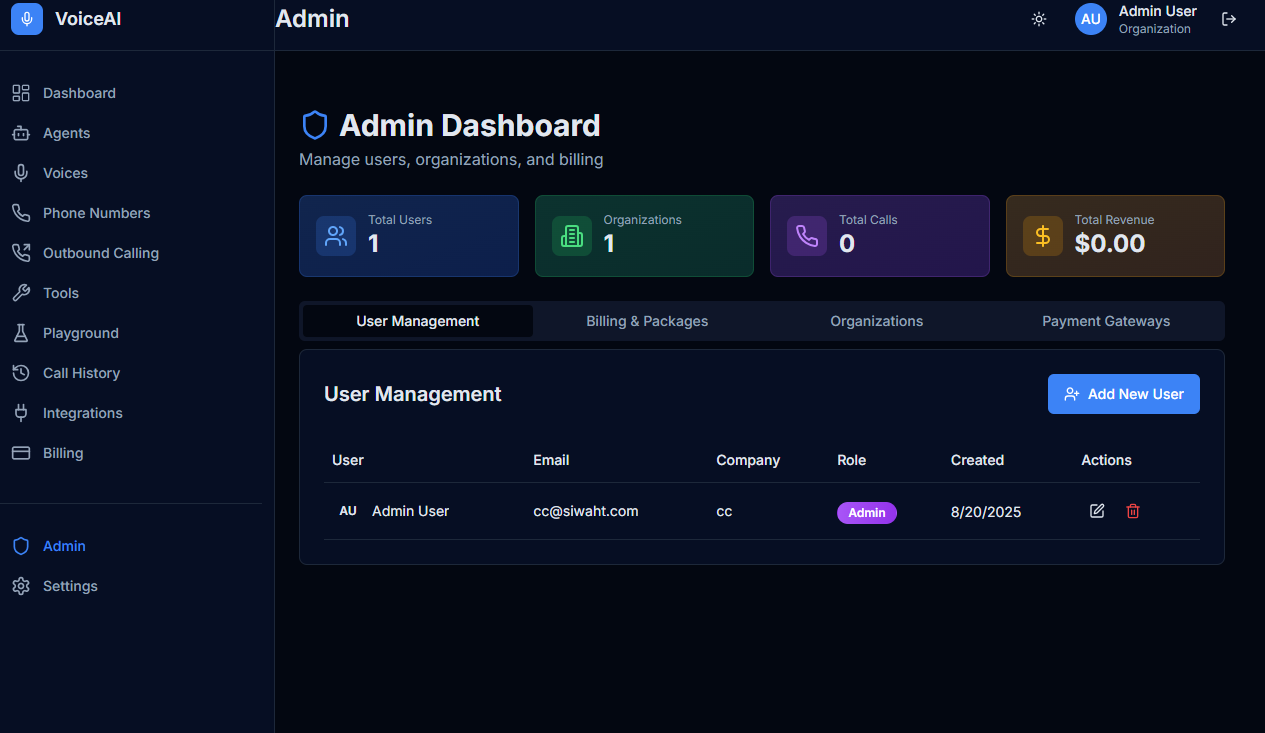 VoiceAI
Admin
AU
Admin User
Organization
Dashboard
Agents
Voices
Phone Numbers
Outbound Calling
Tools
Playground
Call History
Integrations
Billing
Admin
Settings
Admin Dashboard
Manage users, organizations, and billing
Total Users
1
Organizations
1
Total Calls
0
Total Revenue
$0.00
User Management Billing & Packages Organizations Payment Gateways
User Management
Add New User
User Email Company Role Created Actions
AU Admin User cc@siwaht.com cc Admin 8/20/2025